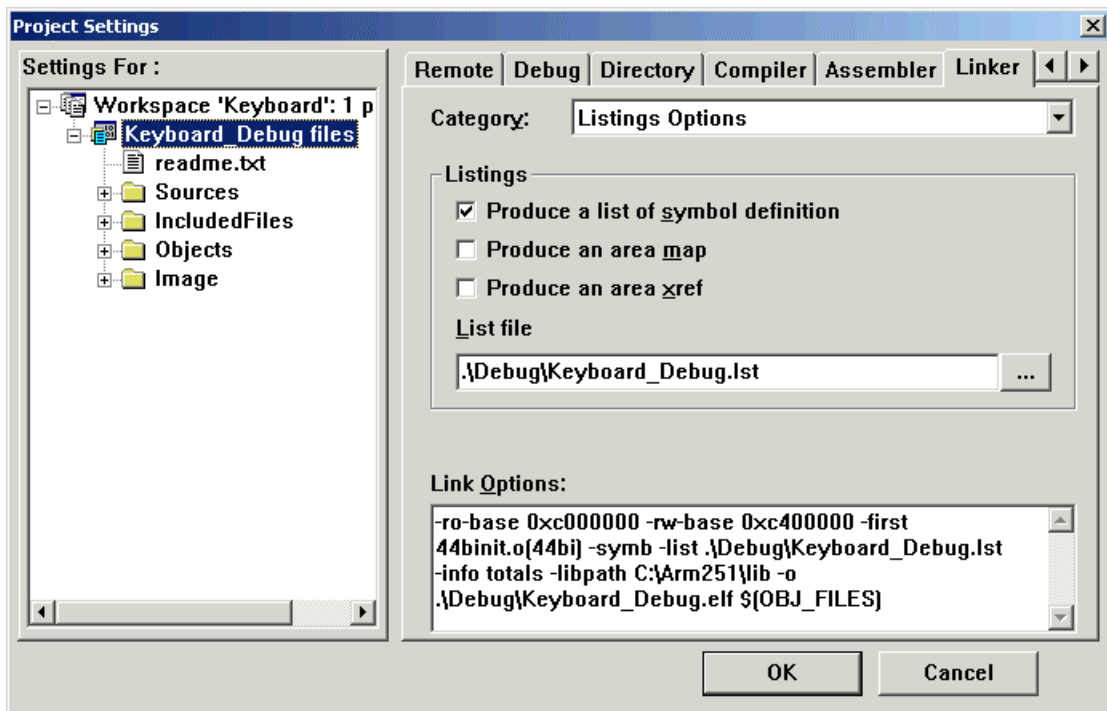 Project Settings
Settings For :
Workspace 'Keyboard': 1 p
Keyboard_Debug files
readme.txt
Sources
IncludedFiles
Objects
Image
Remote Debug Directory Compiler Assembler Linker
Category: Listings Options
Listings
Produce a list of symbol definition
Produce an area map
Produce an area xref
List file
.\Debug\Keyboard_Debug.lst ...
Link Options:
-ro-base 0xc000000 -rw-base 0xc400000 -first
44binit.o(44bi) -symb -list .\Debug\Keyboard_Debug.lst
-info totals -libpath C:\Arm251\lib -o
.\Debug\Keyboard_Debug.elf $(OBJ_FILES)
OK Cancel